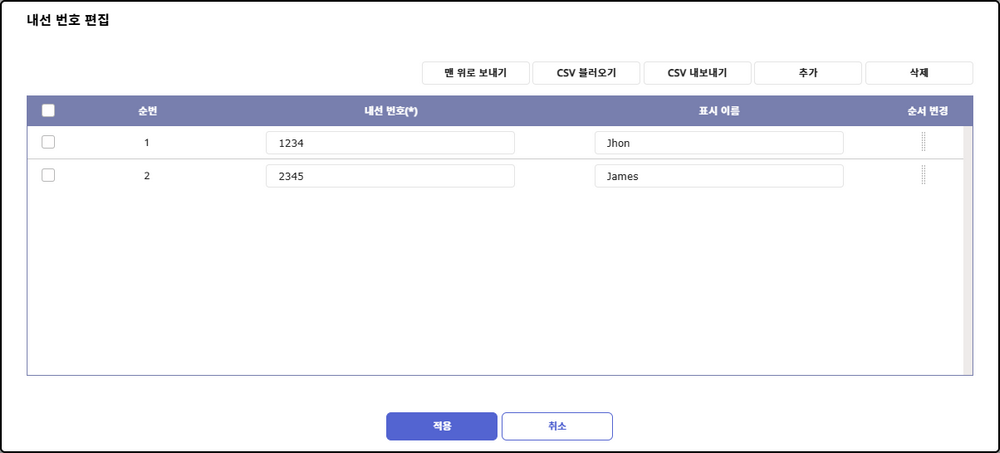 내선 번호 편집
맨 위로 보내기 CSV 불러오기 CSV 내보내기 추가 삭제
순번 내선 번호(*) 표시 이름 순서 변경
1 1234 Jhon
2 2345 James
적용 취소